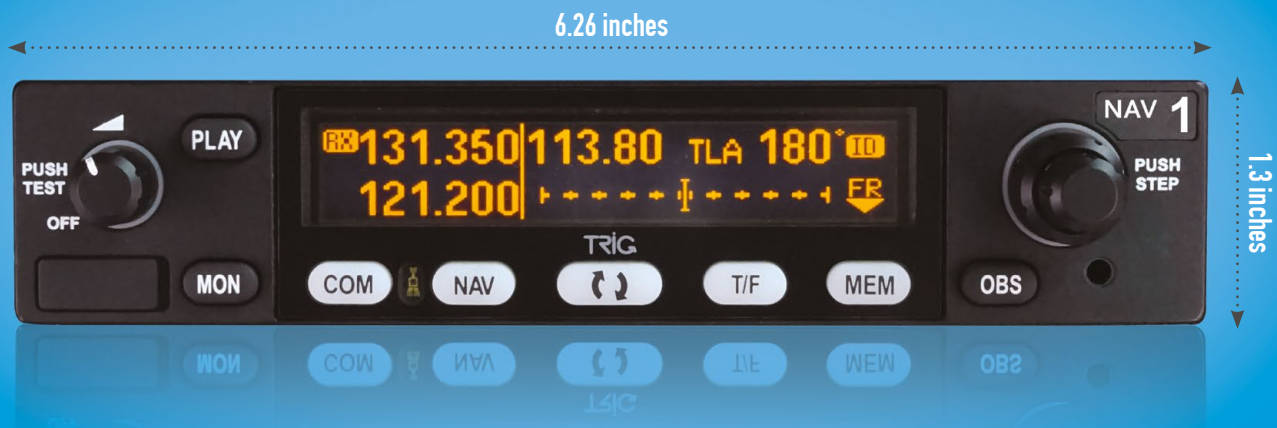 6.26 inches
NAV 1
PLAY
PUSH
TEST
OFF
RX 131.350 113.80 TLA 180° ID
121.200 FR
PUSH
STEP
1.3 inches
TRIG
MON
COM
NAV
T/F
MEM
OBS